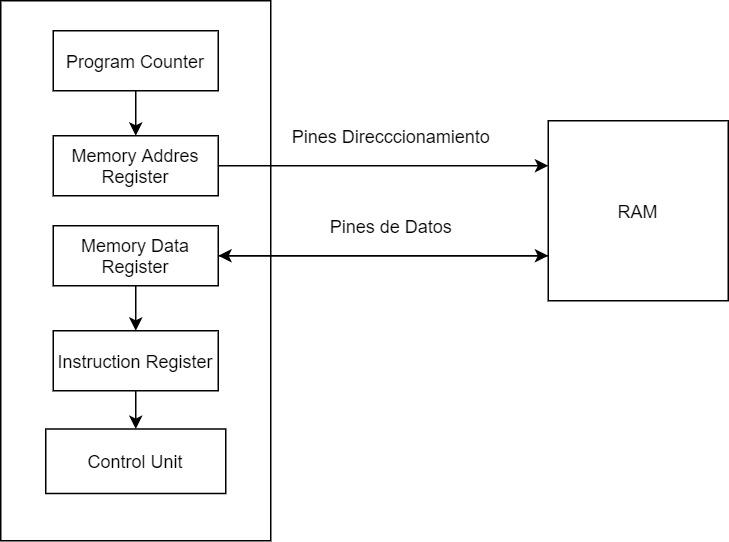 Program Counter
Memory Addres
Register
Pines Direcccionamiento
Memory Data
Register
Pines de Datos
RAM
Instruction Register
Control Unit